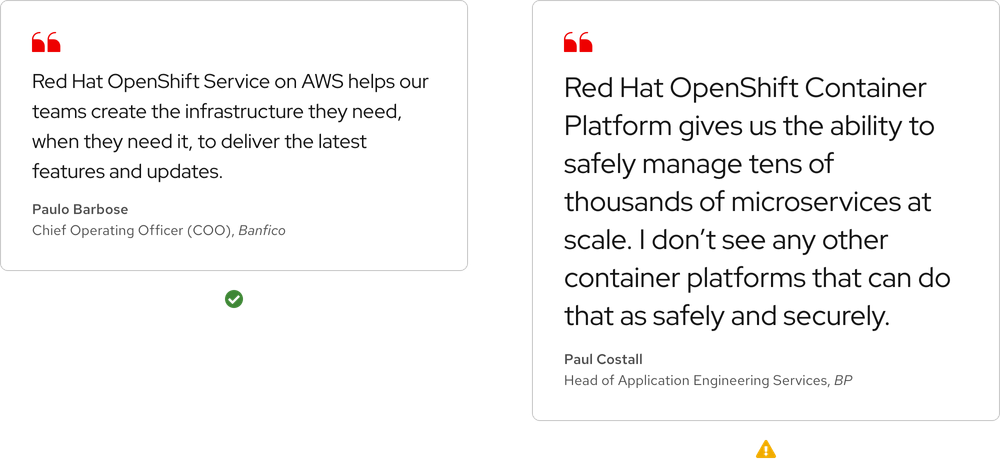 Red Hat OpenShift Service on AWS helps our
teams create the infrastructure they need,
when they need it, to deliver the latest
features and updates.
Paulo Barbose
Chief Operating Officer (COO), Banfico
Red Hat OpenShift Container
Platform gives us the ability to
safely manage tens of
thousands of microservices at
scale. I don’t see any other
container platforms that can do
that as safely and securely.
Paul Costall
Head of Application Engineering Services, BP